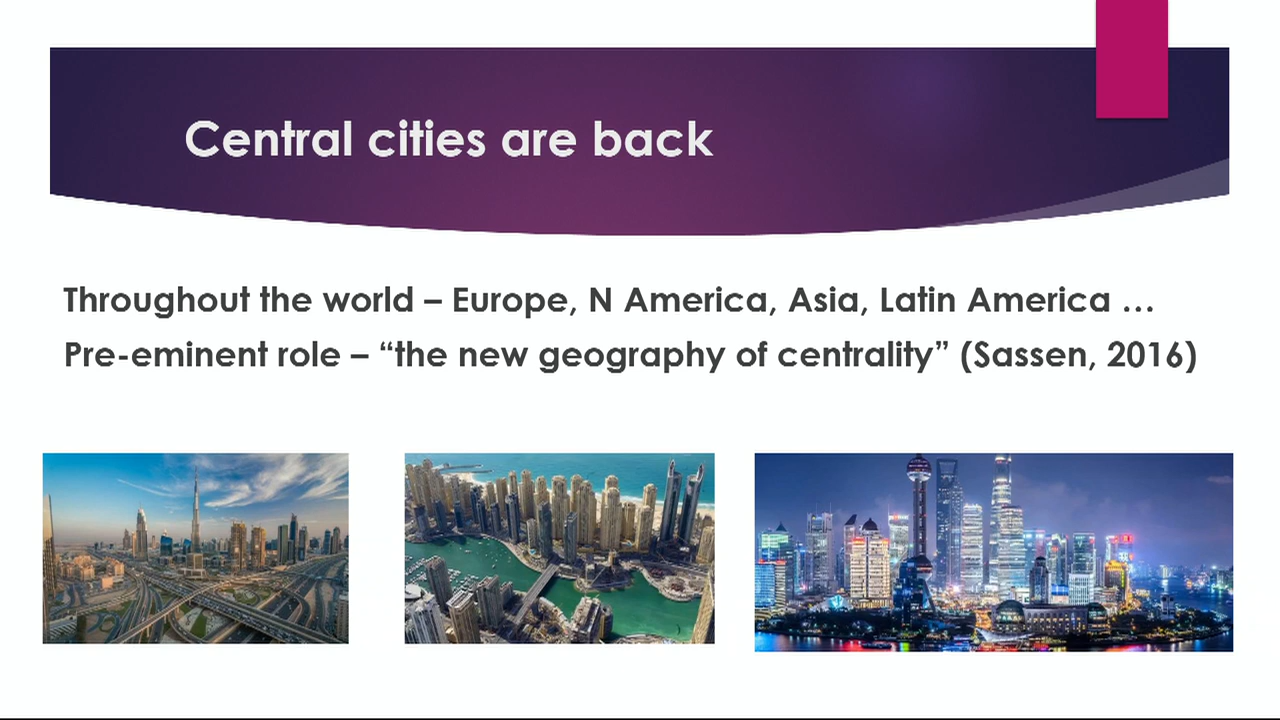 Central cities are back
Throughout the world – Europe, N America, Asia, Latin America …
Pre-eminent role – “the new geography of centrality” (Sassen, 2016)